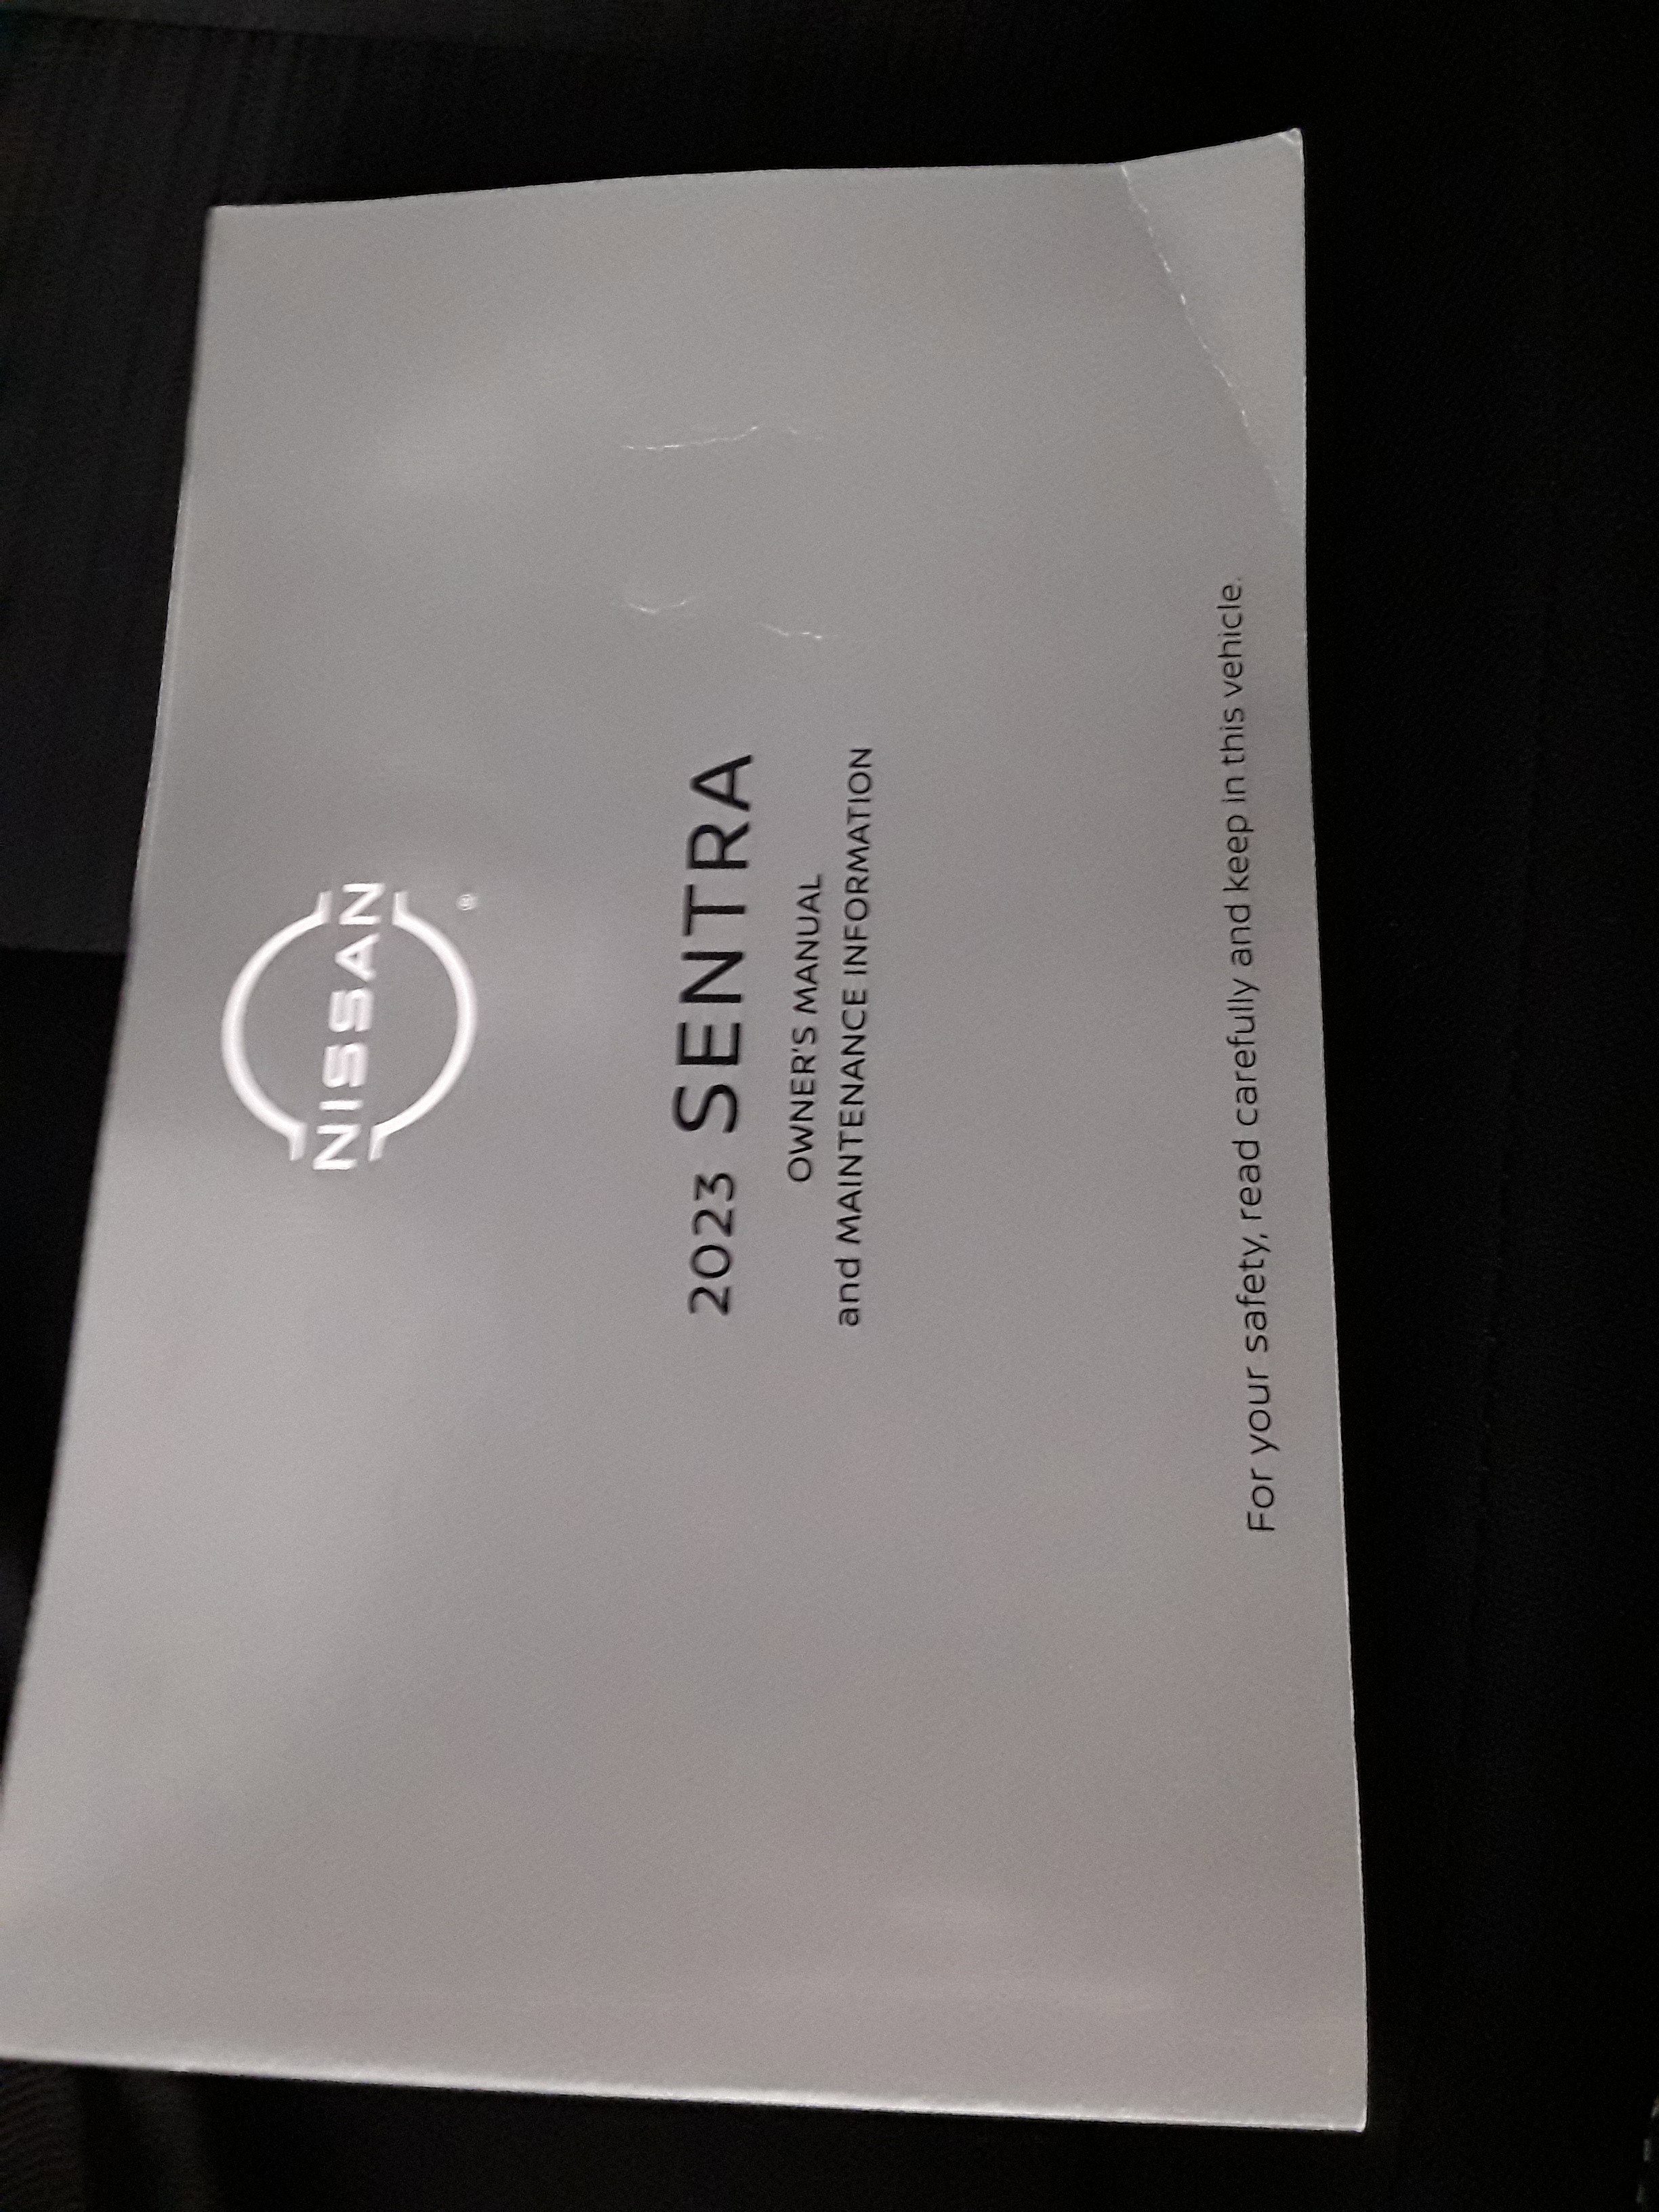 NISSAN
®
2023 SENTRA
OWNER'S MANUAL
and MAINTENANCE INFORMATION
For your safety, read carefully and keep in this vehicle.